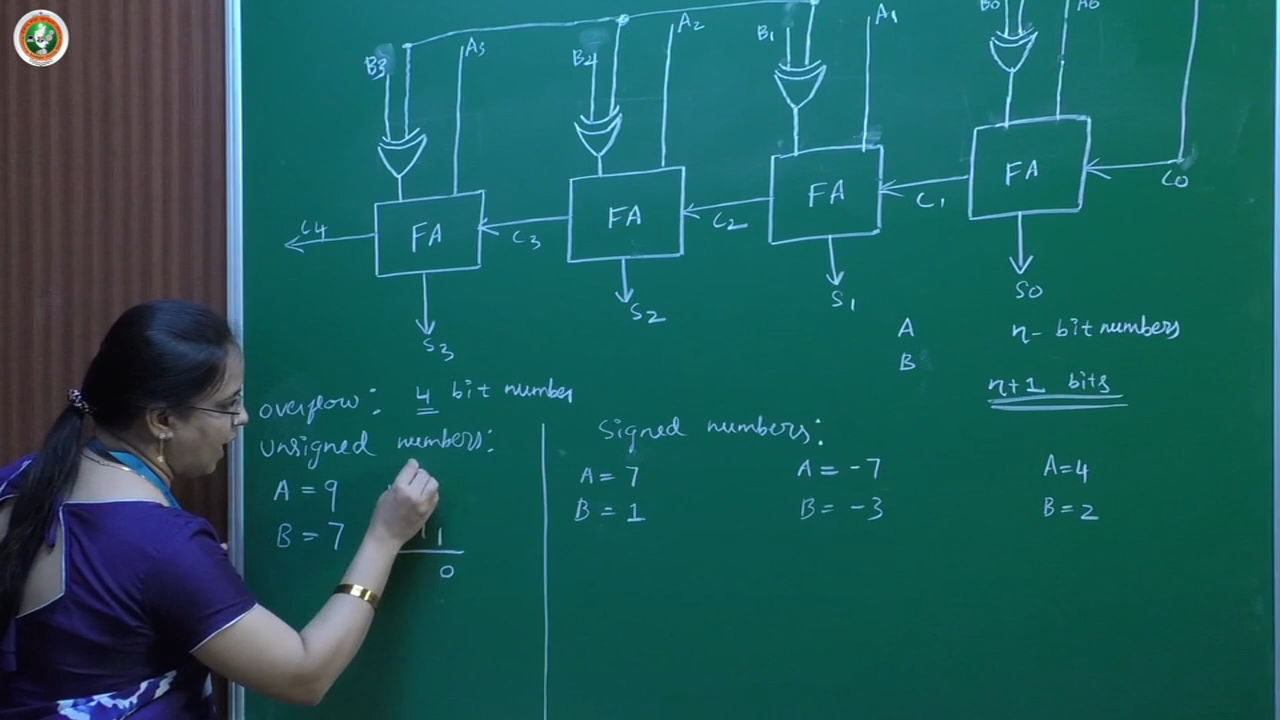 B0 A0
B1 A1
B2 A2
B3 A3
FA FA FA FA
C4 C3 C2 C1 C0
S3 S2 S1 S0
A n- bit numbers
B
n+1 bits
overflow: 4 bit number
Unsigned numbers:
A = 9
B = 7
1
0
Signed numbers:
A = 7 A = -7 A=4
B = 1 B = -3 B = 2